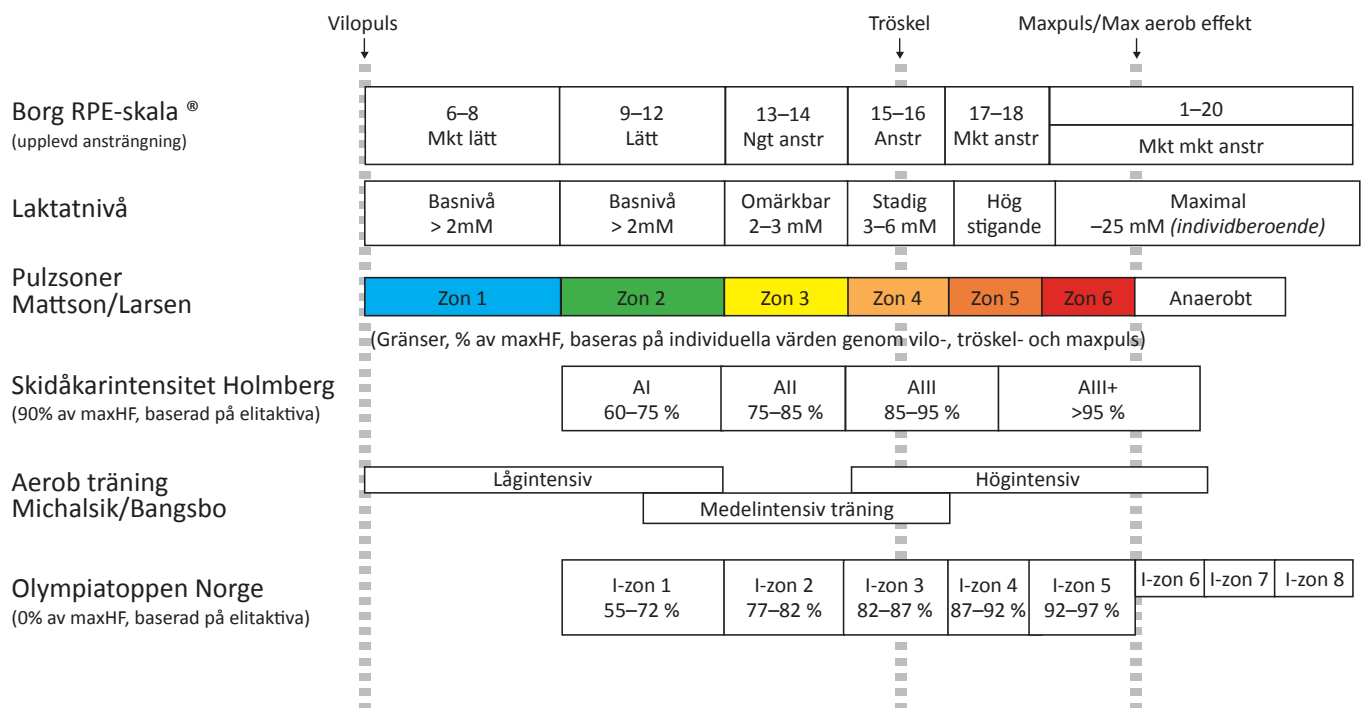 Vilopuls
Tröskel
Maxpuls/Max aerob effekt
Borg RPE-skala ®
(upplevd ansträngning)
6–8
Mkt lätt
9–12
Lätt
13–14
Ngt anstr
15–16
Anstr
17–18
Mkt anstr
1–20
Mkt mkt anstr
Laktatnivå
Basnivå
> 2mM
Basnivå
> 2mM
Omärkbar
2–3 mM
Stadig
3–6 mM
Hög
stigande
Maximal
–25 mM (individberoende)
Pulzsoner
Mattson/Larsen
Zon 1
Zon 2
Zon 3
Zon 4
Zon 5
Zon 6
Anaerobt
(Gränser, % av maxHF, baseras på individuella värden genom vilo-, tröskel- och maxpuls)
Skidåkarintensitet Holmberg
(90% av maxHF, baserad på elitaktiva)
AI
60–75 %
AII
75–85 %
AIII
85–95 %
AIII+
>95 %
Aerob träning
Michalsik/Bangsbo
Lågintensiv
Högintensiv
Medelintensiv träning
Olympiatoppen Norge
(0% av maxHF, baserad på elitaktiva)
I-zon 1
55–72 %
I-zon 2
77–82 %
I-zon 3
82–87 %
I-zon 4
87–92 %
I-zon 5
92–97 %
I-zon 6
I-zon 7
I-zon 8